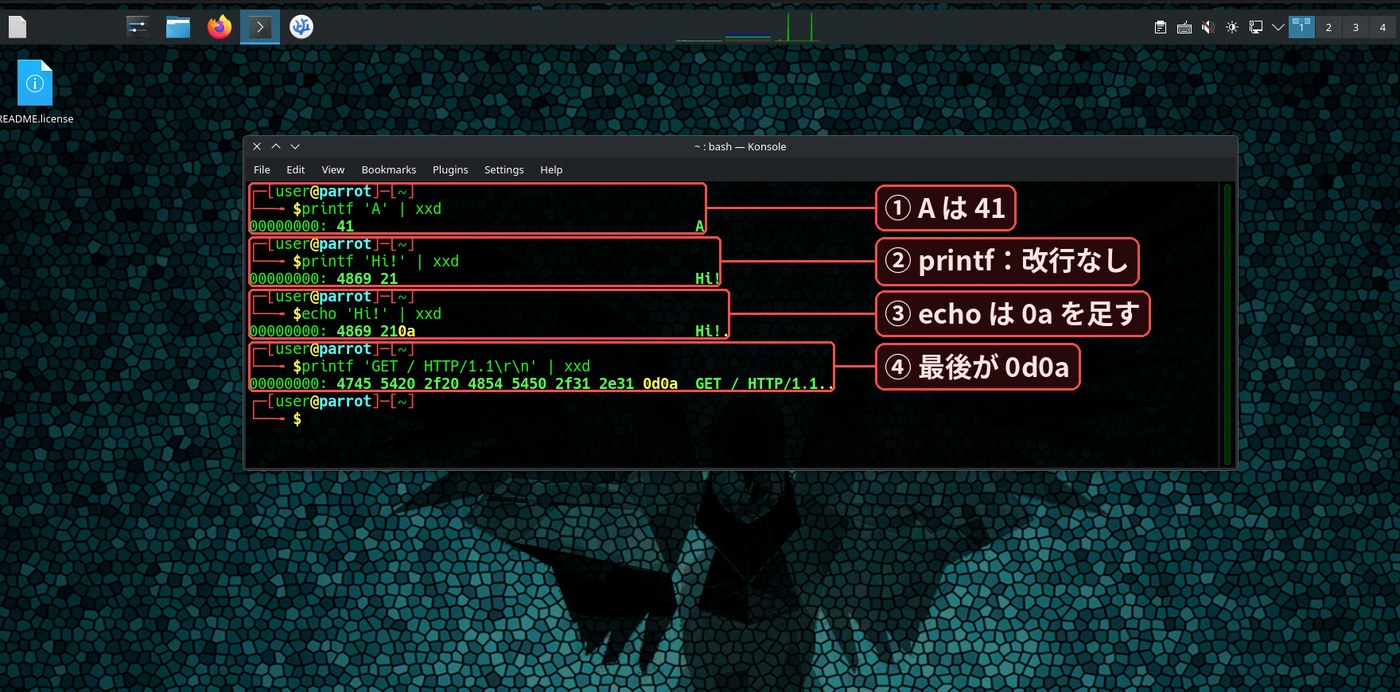 1
2
3
4
README.license
~ : bash — Konsole
File Edit View Bookmarks Plugins Settings Help
┌─[user@parrot]─[~]
└──╼ $printf 'A' | xxd
00000000: 41 A
① A は 41
┌─[user@parrot]─[~]
└──╼ $printf 'Hi!' | xxd
00000000: 4869 21 Hi!
② printf：改行なし
┌─[user@parrot]─[~]
└──╼ $echo 'Hi!' | xxd
00000000: 4869 210a Hi!.
③ echo は 0a を足す
┌─[user@parrot]─[~]
└──╼ $printf 'GET / HTTP/1.1\r\n' | xxd
00000000: 4745 5420 2f20 4854 5450 2f31 2e31 0d0a GET / HTTP/1.1..
④ 最後が 0d0a
┌─[user@parrot]─[~]
└──╼ $